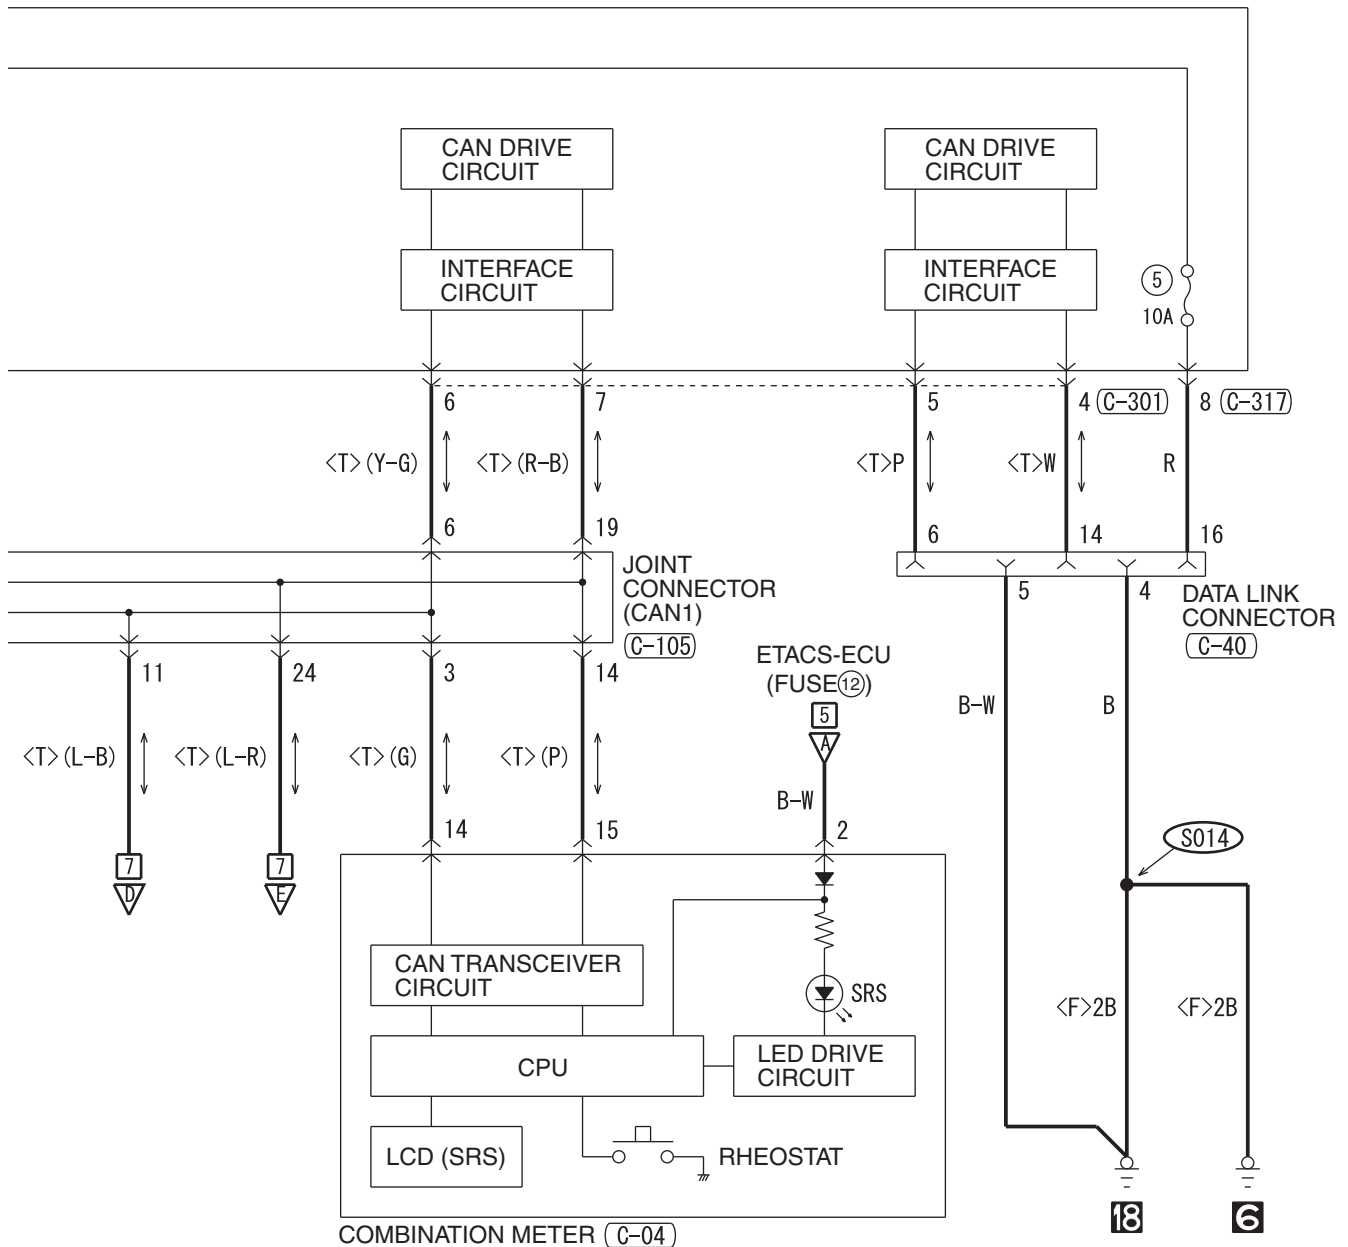 CAN DRIVE
CIRCUIT
CAN DRIVE
CIRCUIT
INTERFACE
CIRCUIT
INTERFACE
CIRCUIT
5
10A
6
7
5
4 (C-301)
8 (C-317)
<T>(Y-G)
<T>(R-B)
<T>P
<T>W
R
6
19
6
14
16
JOINT
CONNECTOR
(CAN1)
C-105
5
4
DATA LINK
CONNECTOR
C-40
11
24
3
14
ETACS-ECU
(FUSE⑫)
5
A
B-W
B
<T>(L-B)
<T>(L-R)
<T>(G)
<T>(P)
B-W
14
15
2
S014
7
D
7
E
CAN TRANSCEIVER
CIRCUIT
SRS
<F>2B
<F>2B
CPU
LED DRIVE
CIRCUIT
LCD (SRS)
RHEOSTAT
18
6
COMBINATION METER (C-04)